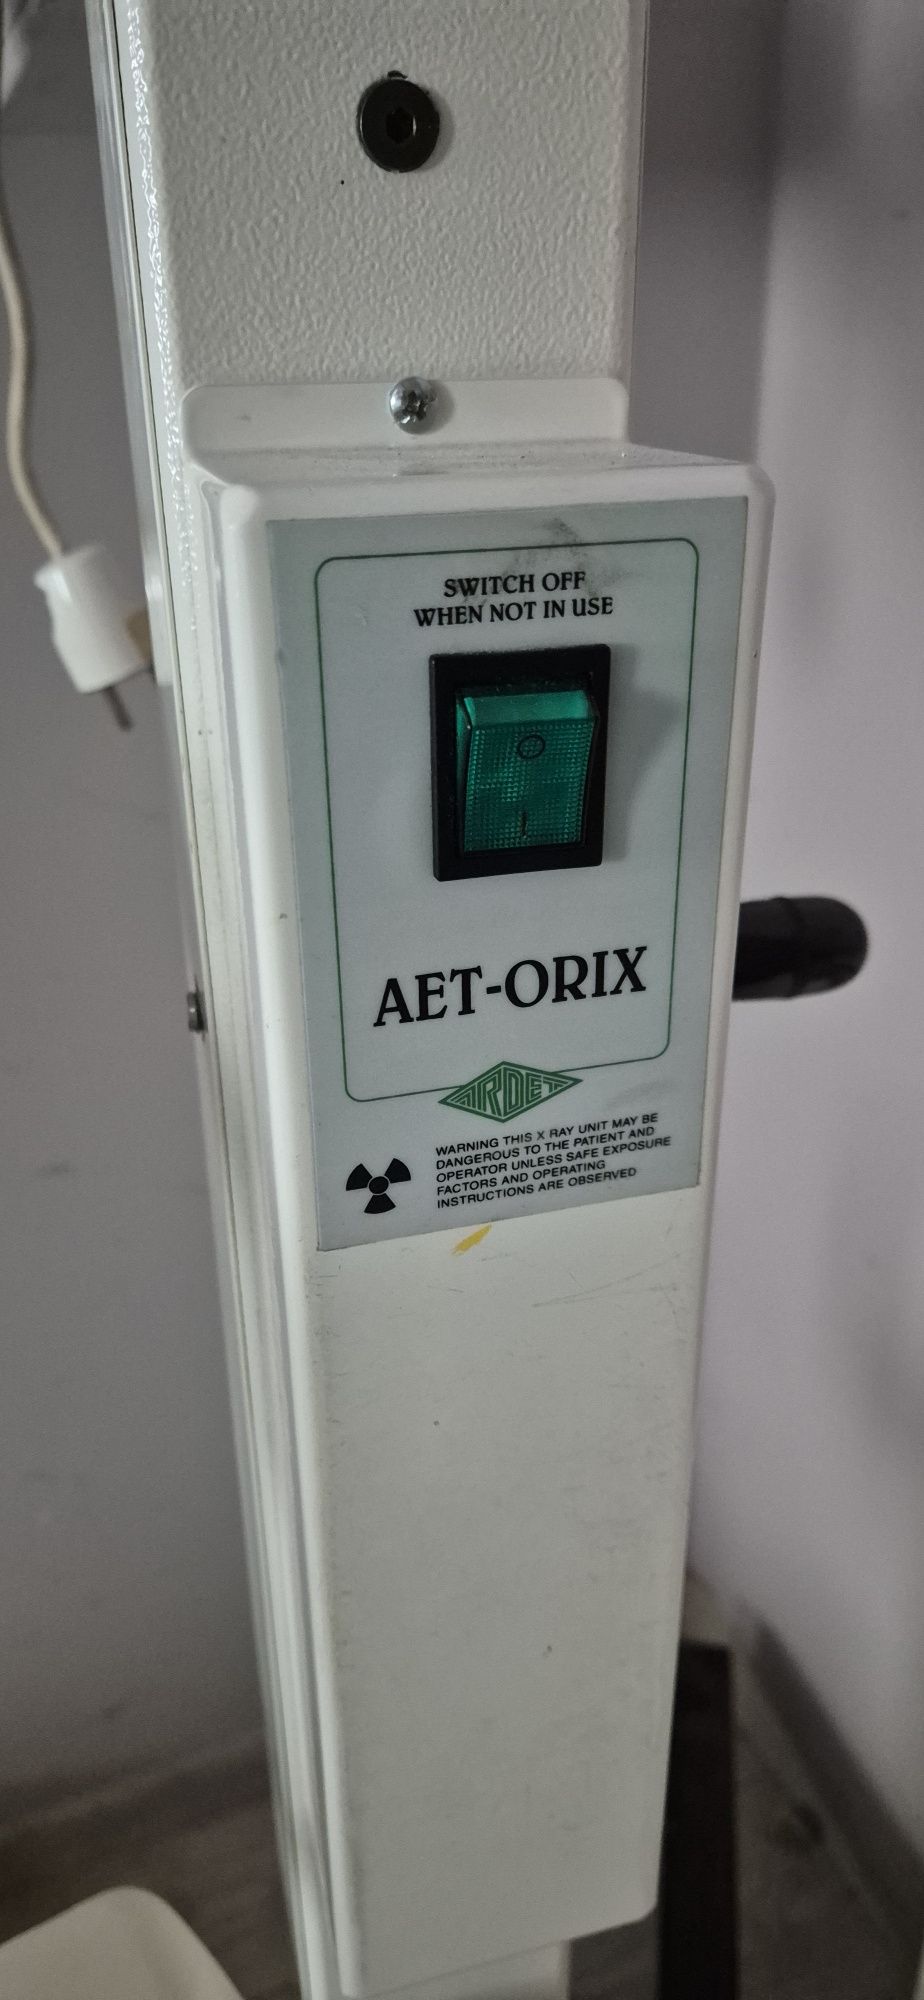 SWITCH OFF
WHEN NOT IN USE
AET-ORIX
ARDET
WARNING THIS X RAY UNIT MAY BE
DANGEROUS TO THE PATIENT AND
OPERATOR UNLESS SAFE EXPOSURE
FACTORS AND OPERATING
INSTRUCTIONS ARE OBSERVED